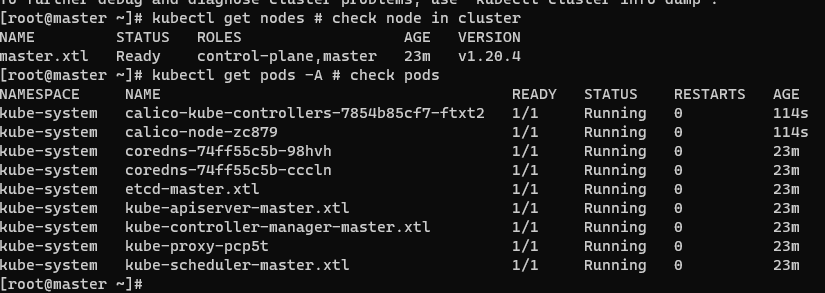 To further debug and diagnose cluster problems, use 'kubectl cluster-info dump'.
[root@master ~]# kubectl get nodes # check node in cluster
NAME         STATUS   ROLES                  AGE   VERSION
master.xtl   Ready    control-plane,master   23m   v1.20.4
[root@master ~]# kubectl get pods -A # check pods
NAMESPACE     NAME                                       READY   STATUS    RESTARTS   AGE
kube-system   calico-kube-controllers-7854b85cf7-ftxt2   1/1     Running   0          114s
kube-system   calico-node-zc879                          1/1     Running   0          114s
kube-system   coredns-74ff55c5b-98hvh                    1/1     Running   0          23m
kube-system   coredns-74ff55c5b-cccln                    1/1     Running   0          23m
kube-system   etcd-master.xtl                            1/1     Running   0          23m
kube-system   kube-apiserver-master.xtl                  1/1     Running   0          23m
kube-system   kube-controller-manager-master.xtl         1/1     Running   0          23m
kube-system   kube-proxy-pcp5t                           1/1     Running   0          23m
kube-system   kube-scheduler-master.xtl                  1/1     Running   0          23m
[root@master ~]#